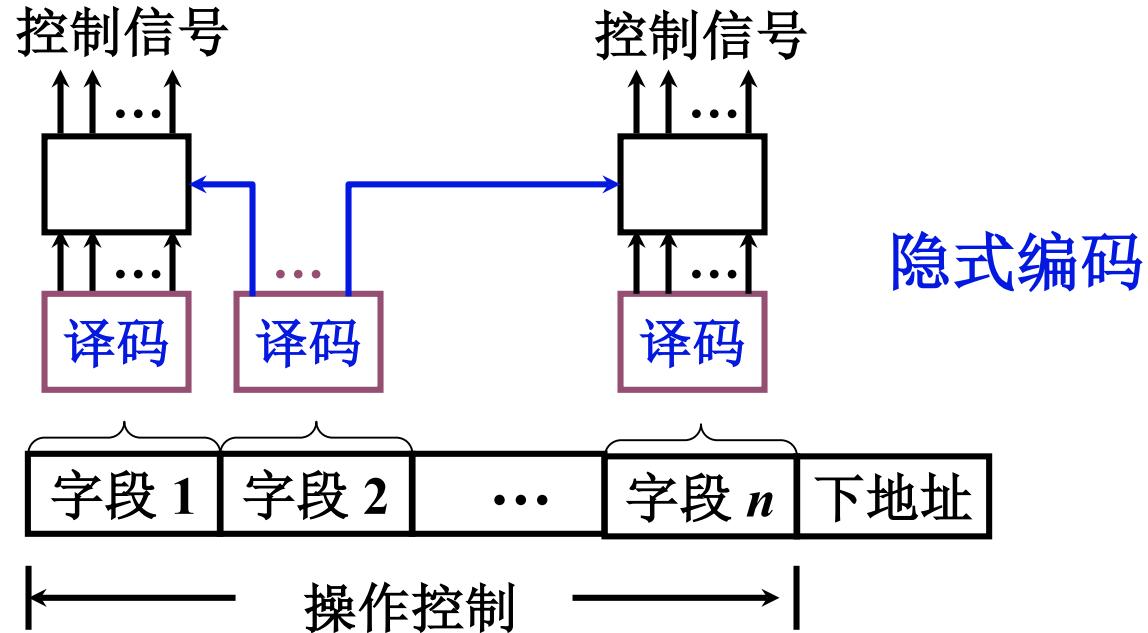 控制信号 控制信号
… …
… … …
隐式编码
译码 译码 译码
字段 1 字段 2 … 字段 n 下地址
操作控制